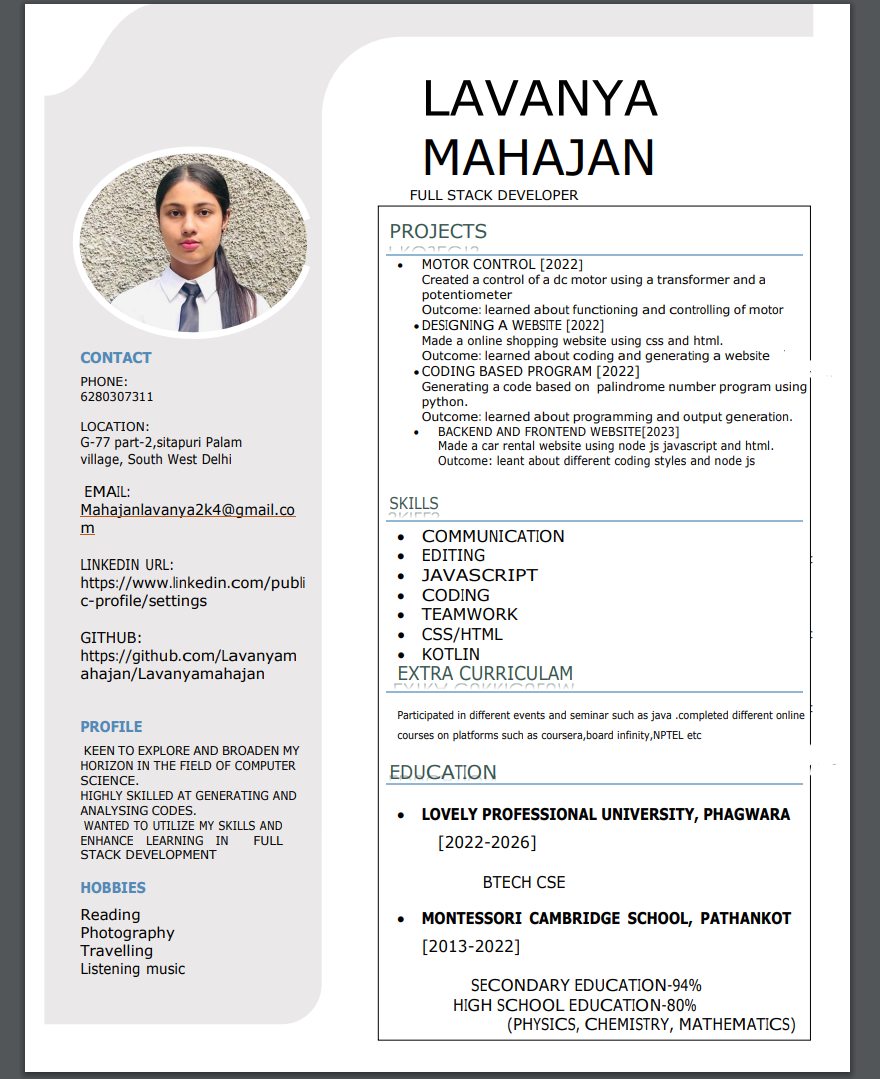 LAVANYA
MAHAJAN
FULL STACK DEVELOPER
CONTACT
PHONE:
6280307311
LOCATION:
G-77 part-2,sitapuri Palam
village, South West Delhi
EMAIL:
Mahajanlavanya2k4@gmail.co
m
LINKEDIN URL:
https://www.linkedin.com/publi
c-profile/settings
GITHUB:
https://github.com/Lavanyam
ahajan/Lavanyamahajan
PROFILE
KEEN TO EXPLORE AND BROADEN MY
HORIZON IN THE FIELD OF COMPUTER
SCIENCE.
HIGHLY SKILLED AT GENERATING AND
ANALYSING CODES.
WANTED TO UTILIZE MY SKILLS AND
ENHANCE LEARNING IN FULL
STACK DEVELOPMENT
HOBBIES
Reading
Photography
Travelling
Listening music
PROJECTS
• MOTOR CONTROL [2022]
Created a control of a dc motor using a transformer and a
potentiometer
Outcome: learned about functioning and controlling of motor
• DESIGNING A WEBSITE [2022]
Made a online shopping website using css and html.
Outcome: learned about coding and generating a website
• CODING BASED PROGRAM [2022]
Generating a code based on palindrome number program using
python.
Outcome: learned about programming and output generation.
• BACKEND AND FRONTEND WEBSITE[2023]
Made a car rental website using node js javascript and html.
Outcome: leant about different coding styles and node js
SKILLS
• COMMUNICATION
• EDITING
• JAVASCRIPT
• CODING
• TEAMWORK
• CSS/HTML
• KOTLIN
EXTRA CURRICULAM
Participated in different events and seminar such as java .completed different online
courses on platforms such as coursera,board infinity,NPTEL etc
EDUCATION
• LOVELY PROFESSIONAL UNIVERSITY, PHAGWARA
[2022-2026]
BTECH CSE
• MONTESSORI CAMBRIDGE SCHOOL, PATHANKOT
[2013-2022]
SECONDARY EDUCATION-94%
HIGH SCHOOL EDUCATION-80%
(PHYSICS, CHEMISTRY, MATHEMATICS)